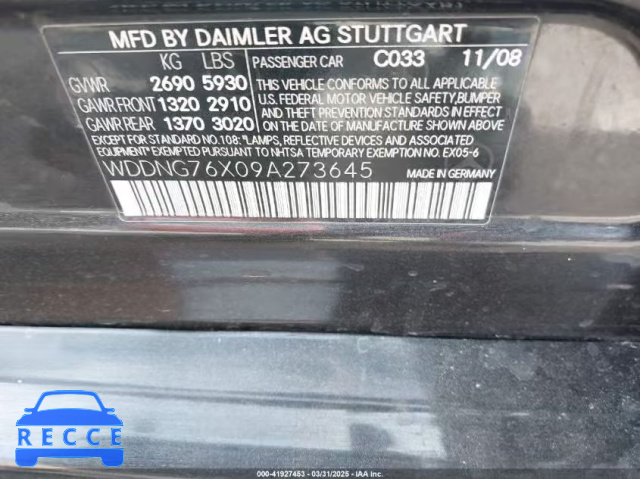 MFD BY DAIMLER AG STUTTGART
KG LBS PASSENGER CAR C033 11/08
GVWR 2690 5930
GAWR FRONT 1320 2910
GAWR REAR 1370 3020
THIS VEHICLE CONFORMS TO ALL APPLICABLE
U.S. FEDERAL MOTOR VEHICLE SAFETY, BUMPER
AND THEFT PREVENTION STANDARDS IN EFFECT
ON THE DATE OF MANUFACTURE SHOWN ABOVE
EXCEPT FOR STANDARD NO.108: "LAMPS, REFLECTIVE DEVICES...",
EXEMPTED PURSUANT TO NHTSA TEMPORARY EXEMPTION NO. EX05-6
WDDNG76X09A273645 MADE IN GERMANY
RECCE
000-41927453 - 03/31/2025 - IAA Inc.